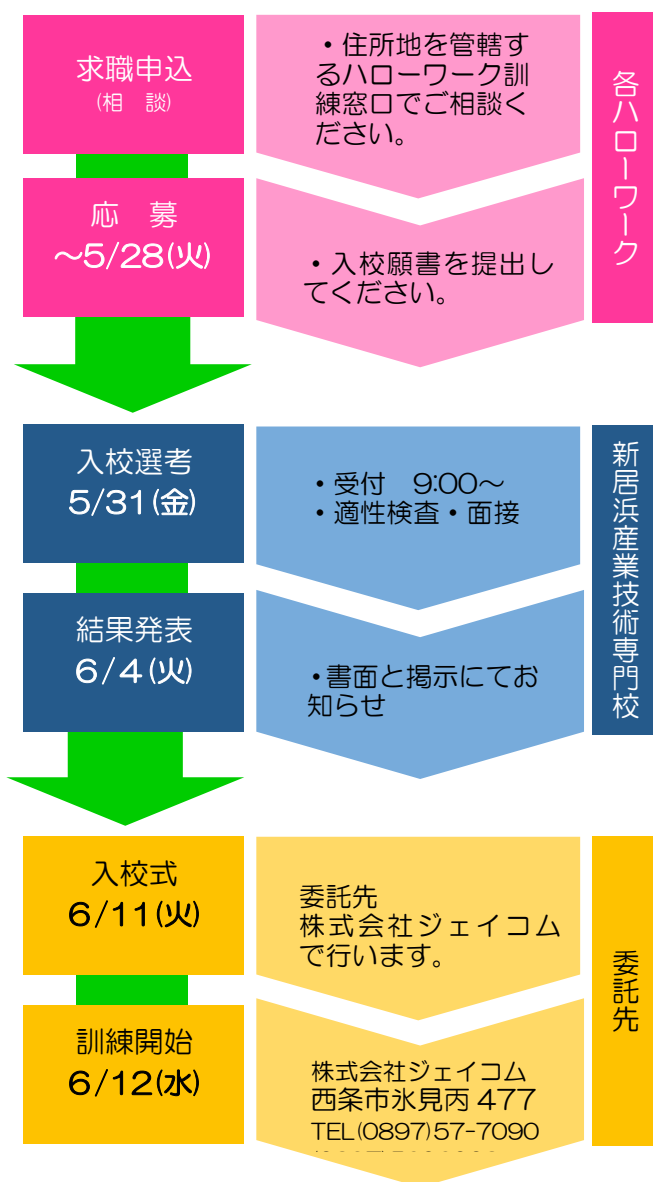 求職申込
(相　談)
・住所地を管轄す
るハローワーク訓
練窓口でご相談く
ださい。
各ハローワーク
応　募
～5/28(火)
・入校願書を提出し
てください。
入校選考
5/31(金)
・受付　9:00～
・適性検査・面接
新居浜産業技術専門校
結果発表
6/4(火)
・書面と掲示にてお
知らせ
入校式
6/11(火)
委託先
株式会社ジェイコム
で行います。
委託先
訓練開始
6/12(水)
株式会社ジェイコム
西条市氷見丙 477
TEL(0897)57-7090